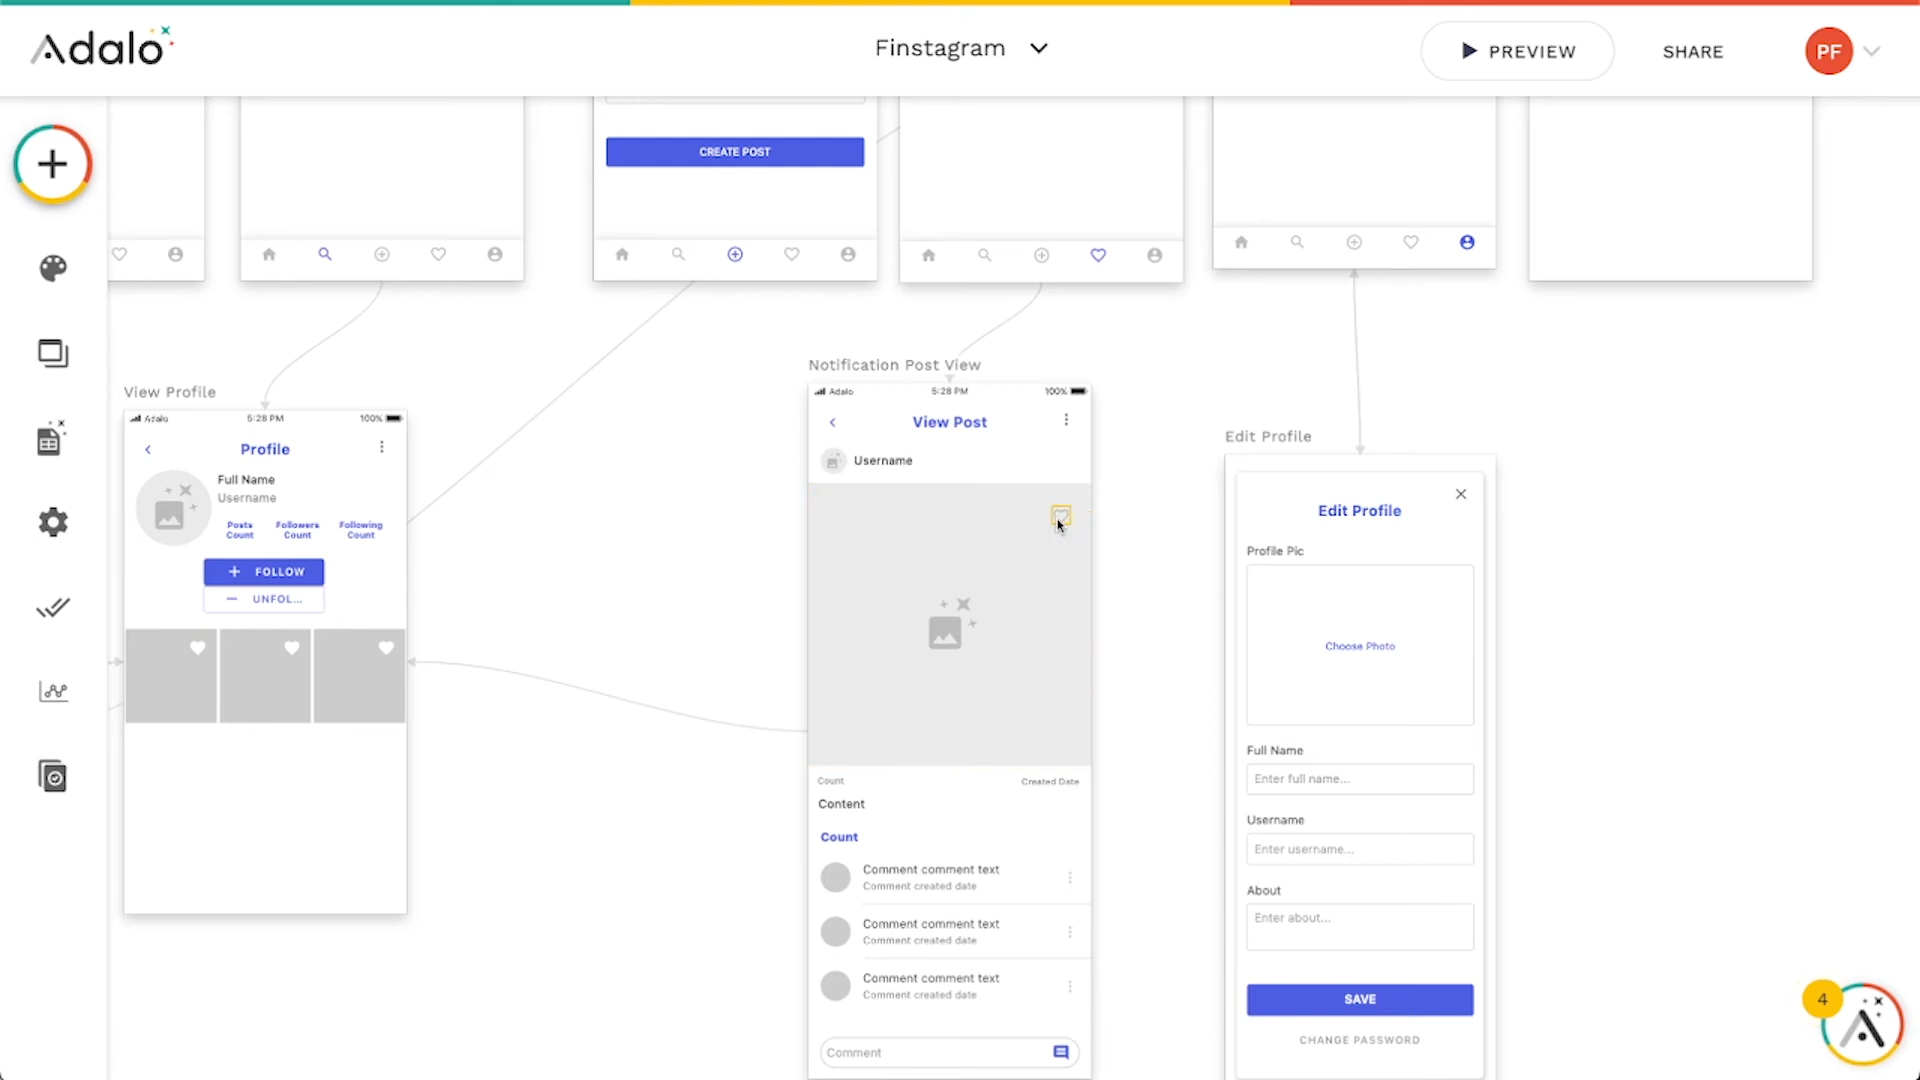 Adalo
Finstagram
PREVIEW
SHARE
PF
CREATE POST
View Profile
Adalo
5:28 PM
100%
Profile
Full Name
Username
Posts
Count
Followers
Count
Following
Count
FOLLOW
UNFOL...
Notification Post View
Adalo
5:28 PM
100%
View Post
Username
Count
Created Date
Content
Count
Comment comment text
Comment created date
Comment comment text
Comment created date
Comment comment text
Comment created date
Comment
Edit Profile
Edit Profile
Profile Pic
Choose Photo
Full Name
Enter full name...
Username
Enter username...
About
Enter about...
SAVE
CHANGE PASSWORD
4